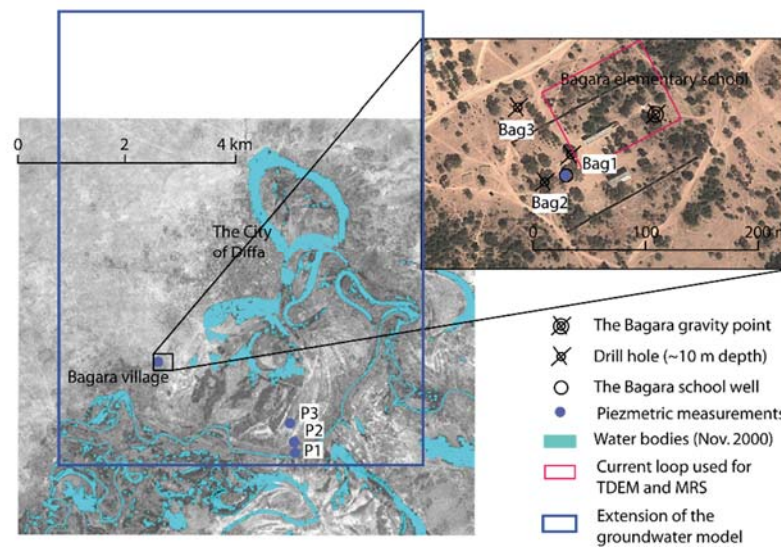 0 2 4 km
The City
of Diffa
Bagara village
P3
P2
P1
Bagara elementary school
Bag3
Bag1
Bag2
0 100 200 m
The Bagara gravity point
Drill hole (~10 m depth)
The Bagara school well
Piezmetric measurements
Water bodies (Nov. 2000)
Current loop used for
TDEM and MRS
Extension of the
groundwater model